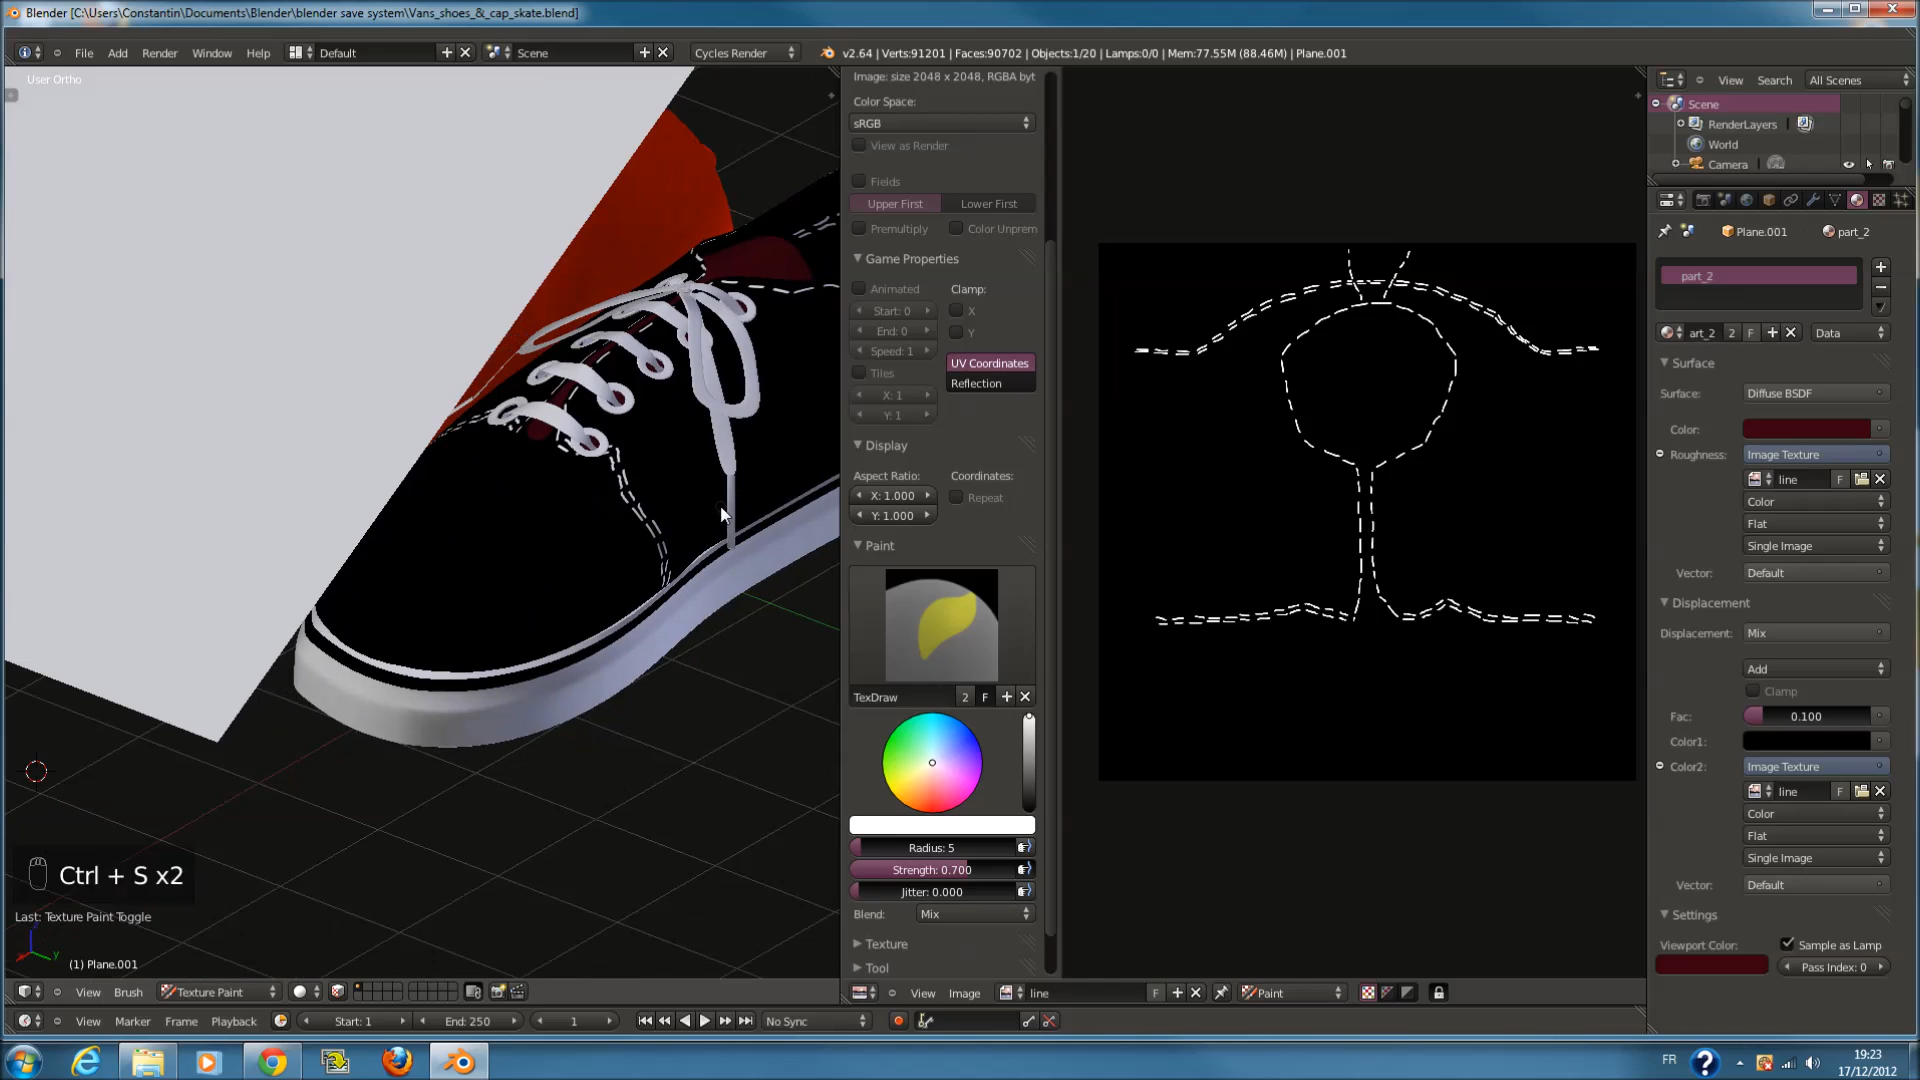 Blender [C:\Users\Constantin\Documents\Blender\blender save system\Vans_shoes_&_cap_skate.blend]
File Add Render Window Help Default Scene Cycles Render v2.64 | Verts:91201 | Faces:90702 | Objects:1/20 | Lamps:0/0 | Mem:77.55M (88.46M) | Plane.001
User Ortho
Image: size 2048 x 2048, RGBA byt
Color Space:
sRGB
View as Render
Fields
Upper First Lower First
Premultiply Color Unprem
Game Properties
Animated Clamp:
Start: 0 X
End: 0 Y
Speed: 1
UV Coordinates
Tiles Reflection
X: 1
Y: 1
Display
Aspect Ratio: Coordinates:
X: 1.000 Repeat
Y: 1.000
Paint
TexDraw 2 F
Radius: 5
Strength: 0.700
Jitter: 0.000
Blend: Mix
Texture
Tool
View Search All Scenes
Scene
RenderLayers
World
Camera
Plane.001 part_2
part_2
art_2 2 F Data
Surface
Surface: Diffuse BSDF
Color:
Roughness: Image Texture
line F
Color
Flat
Single Image
Vector: Default
Displacement
Displacement: Mix
Add
Clamp
Fac: 0.100
Color1:
Color2: Image Texture
line F
Color
Flat
Single Image
Vector: Default
Settings
Viewport Color: Sample as Lamp
Pass Index: 0
Ctrl + S x2
Last: Texture Paint Toggle
(1) Plane.001
View Brush Texture Paint
View Image line F Paint
View Marker Frame Playback Start: 1 End: 250 1 No Sync
FR 19:23
17/12/2012